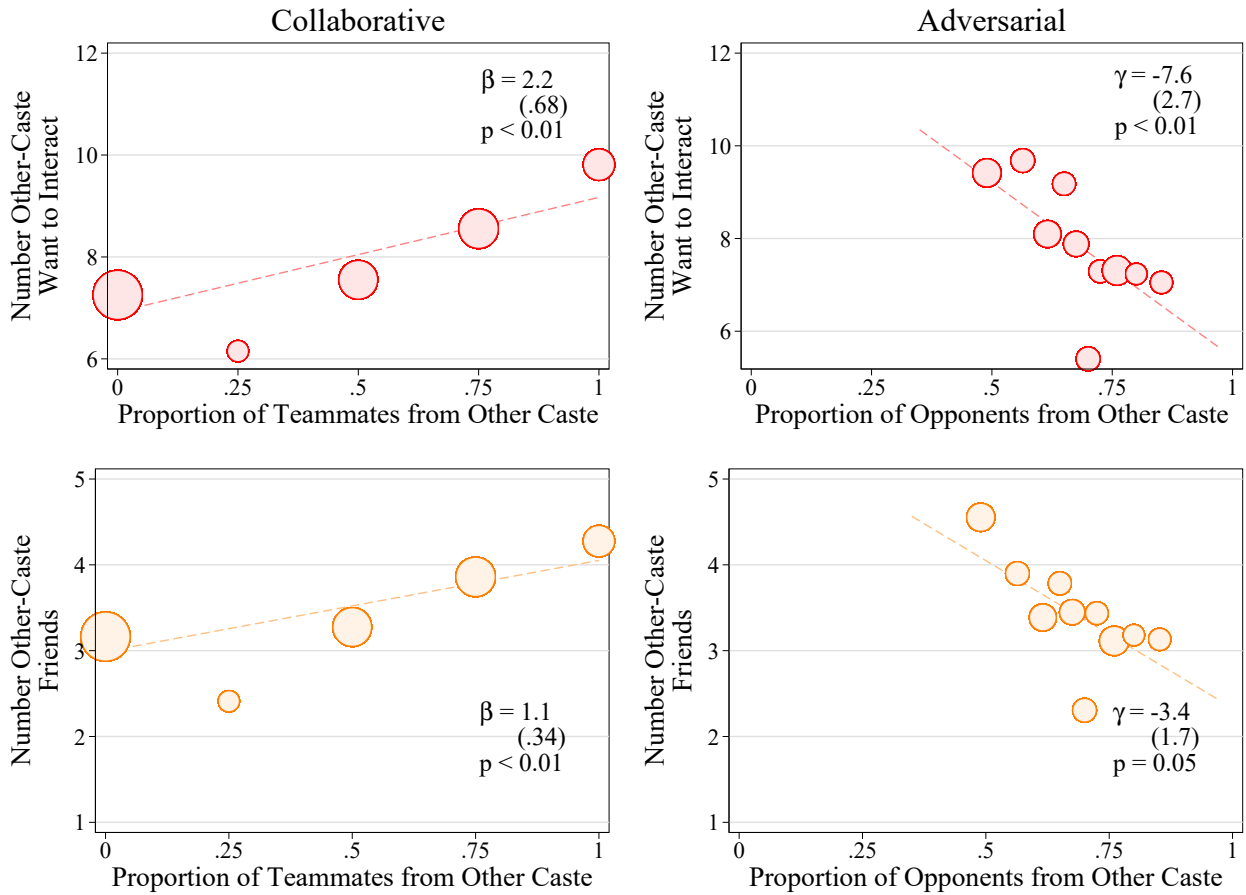 Collaborative
Number Other-Caste
Want to Interact
12
10
8
6
β = 2.2
(.68)
p < 0.01
0 .25 .5 .75 1
Proportion of Teammates from Other Caste
Adversarial
Number Other-Caste
Want to Interact
12
10
8
6
γ = -7.6
(2.7)
p < 0.01
0 .25 .5 .75 1
Proportion of Opponents from Other Caste
Number Other-Caste
Friends
5
4
3
2
1
β = 1.1
(.34)
p < 0.01
0 .25 .5 .75 1
Proportion of Teammates from Other Caste
Number Other-Caste
Friends
5
4
3
2
1
γ = -3.4
(1.7)
p = 0.05
0 .25 .5 .75 1
Proportion of Opponents from Other Caste